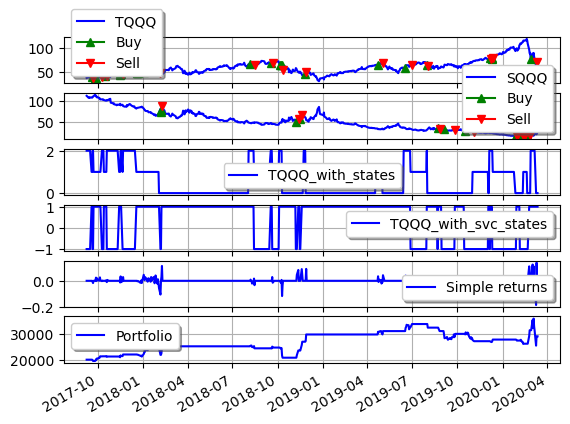 TQQQ
Buy
Sell
100
50
SQQQ
Buy
Sell
100
50
2
0
TQQQ_with_states
1
0
−1
TQQQ_with_svc_states
0.0
−0.2
Simple returns
30000
20000
Portfolio
2017-10
2018-01
2018-04
2018-07
2018-10
2019-01
2019-04
2019-07
2019-10
2020-01
2020-04